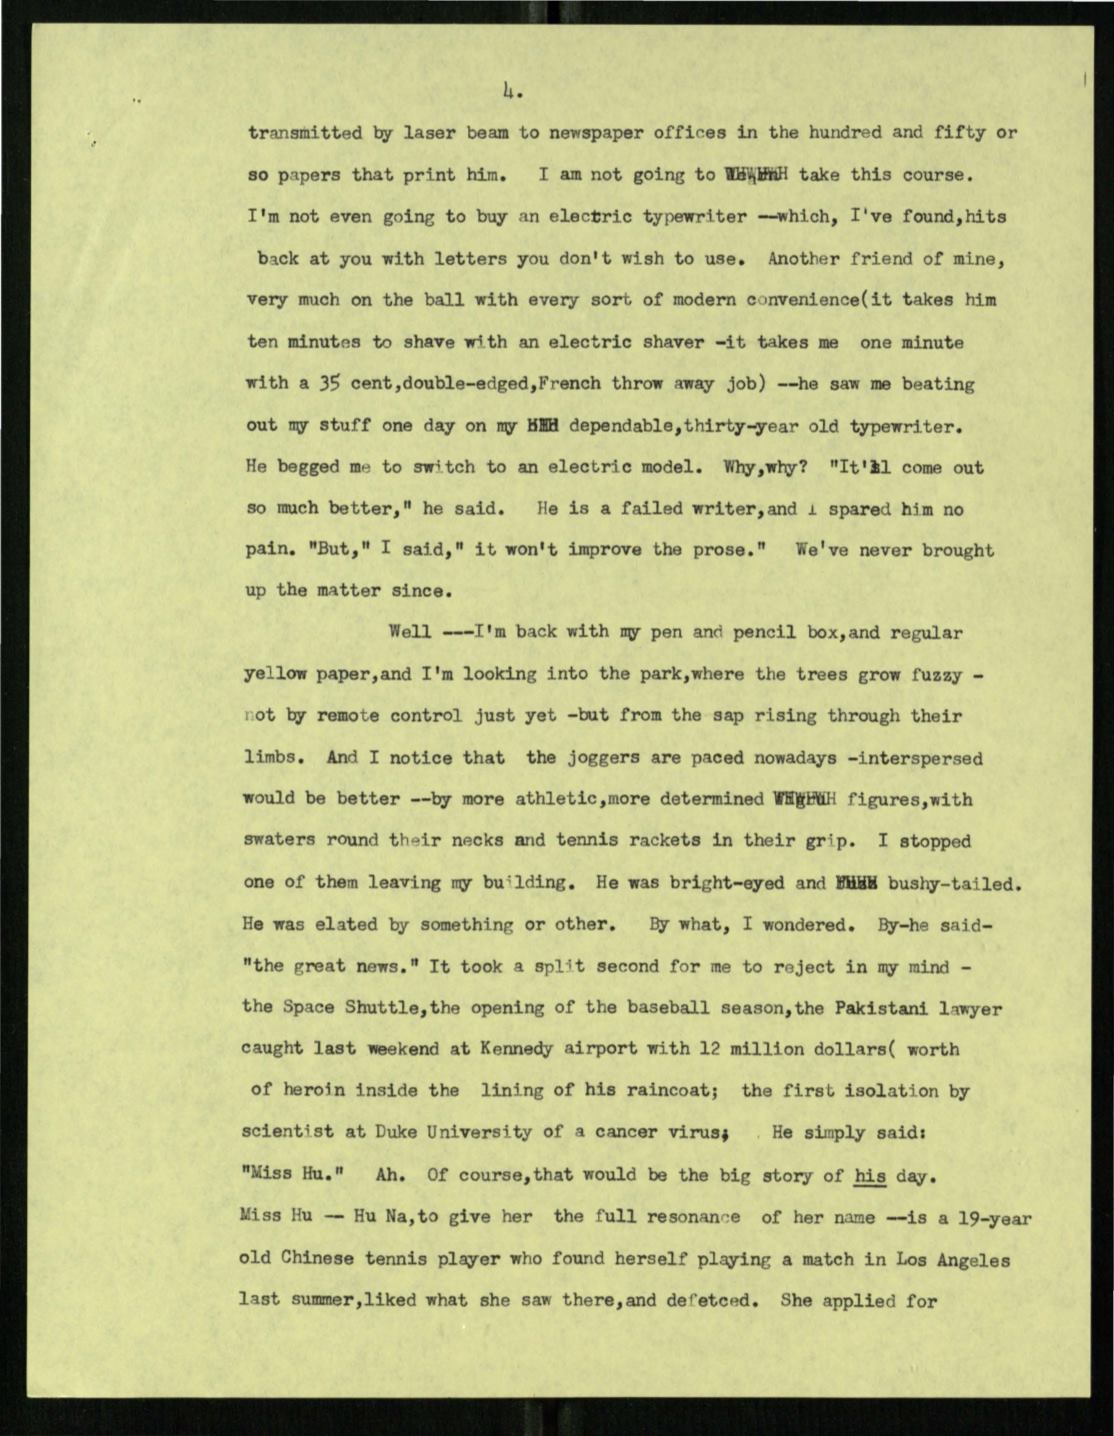 4.
transmitted by laser beam to newspaper offices in the hundred and fifty or
so papers that print him. I am not going to take this course.
I'm not even going to buy an electric typewriter --which, I've found,hits
back at you with letters you don't wish to use. Another friend of mine,
very much on the ball with every sort of modern convenience(it takes him
ten minutes to shave with an electric shaver -it takes me one minute
with a 35 cent,double-edged,French throw away job) --he saw me beating
out my stuff one day on my dependable,thirty-year old typewriter.
He begged me to switch to an electric model. Why,why? "It'll come out
so much better," he said. He is a failed writer,and i spared him no
pain. "But," I said," it won't improve the prose." We've never brought
up the matter since.
Well ---I'm back with my pen and pencil box,and regular
yellow paper,and I'm looking into the park,where the trees grow fuzzy -
not by remote control just yet -but from the sap rising through their
limbs. And I notice that the joggers are paced nowadays -interspersed
would be better --by more athletic,more determined figures,with
swaters round their necks and tennis rackets in their grip. I stopped
one of them leaving my building. He was bright-eyed and bushy-tailed.
He was elated by something or other. By what, I wondered. By-he said-
"the great news." It took a split second for me to reject in my mind -
the Space Shuttle,the opening of the baseball season,the Pakistani lawyer
caught last weekend at Kennedy airport with 12 million dollars( worth
of heroin inside the lining of his raincoat; the first isolation by
scientist at Duke University of a cancer virus; He simply said:
"Miss Hu." Ah. Of course,that would be the big story of his day.
Miss Hu -- Hu Na,to give her the full resonance of her name --is a 19-year
old Chinese tennis player who found herself playing a match in Los Angeles
last summer,liked what she saw there,and defetced. She applied for